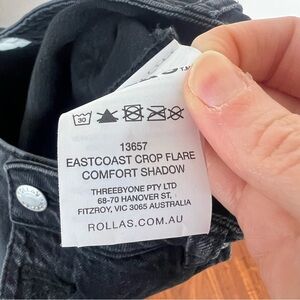 30
13657
EASTCOAST CROP FLARE
COMFORT SHADOW
THREEBYONE PTY LTD
68-70 HANOVER ST,
FITZROY, VIC 3065 AUSTRALIA
ROLLAS.COM.AU